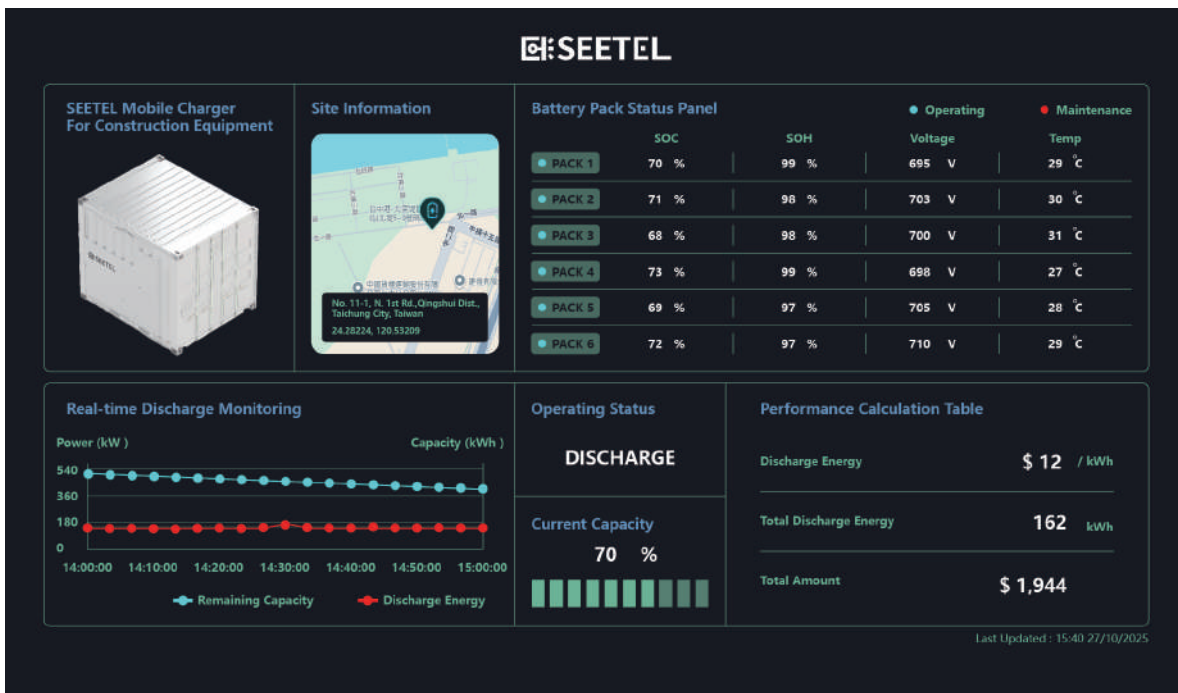 SEETEL
SEETEL Mobile Charger
For Construction Equipment
SEETEL
Site Information
No. 11-1, N. 1st Rd.,Qingshui Dist.,
Taichung City, Taiwan
24.28224, 120.53209
Battery Pack Status Panel
Operating
Maintenance
SOC SOH Voltage Temp
PACK 1 70 % 99 % 695 V 29 °C
PACK 2 71 % 98 % 703 V 30 °C
PACK 3 68 % 98 % 700 V 31 °C
PACK 4 73 % 99 % 698 V 27 °C
PACK 5 69 % 97 % 705 V 28 °C
PACK 6 72 % 97 % 710 V 29 °C
Real-time Discharge Monitoring
Power (kW ) Capacity (kWh )
540
360
180
0
14:00:00 14:10:00 14:20:00 14:30:00 14:40:00 14:50:00 15:00:00
Remaining Capacity Discharge Energy
Operating Status
DISCHARGE
Current Capacity
70 %
Performance Calculation Table
Discharge Energy $ 12 / kWh
Total Discharge Energy 162 kWh
Total Amount $ 1,944
Last Updated : 15:40 27/10/2025